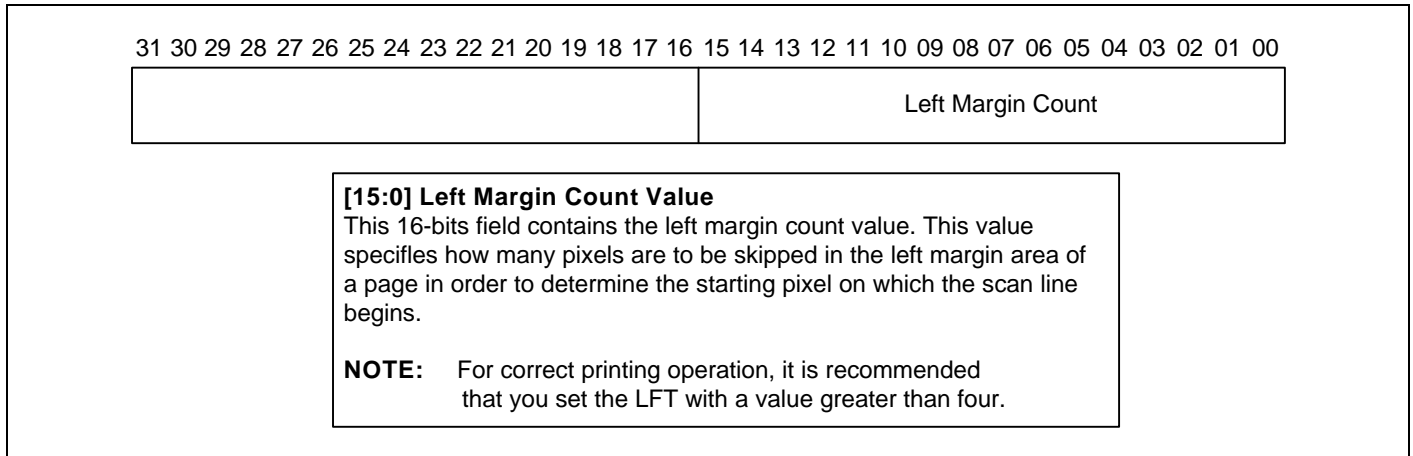 31 30 29 28 27 26 25 24 23 22 21 20 19 18 17 16 15 14 13 12 11 10 09 08 07 06 05 04 03 02 01 00
Left Margin Count
[15:0] Left Margin Count Value
This 16-bits field contains the left margin count value. This value
specifles how many pixels are to be skipped in the left margin area of
a page in order to determine the starting pixel on which the scan line
begins.
NOTE: For correct printing operation, it is recommended
that you set the LFT with a value greater than four.